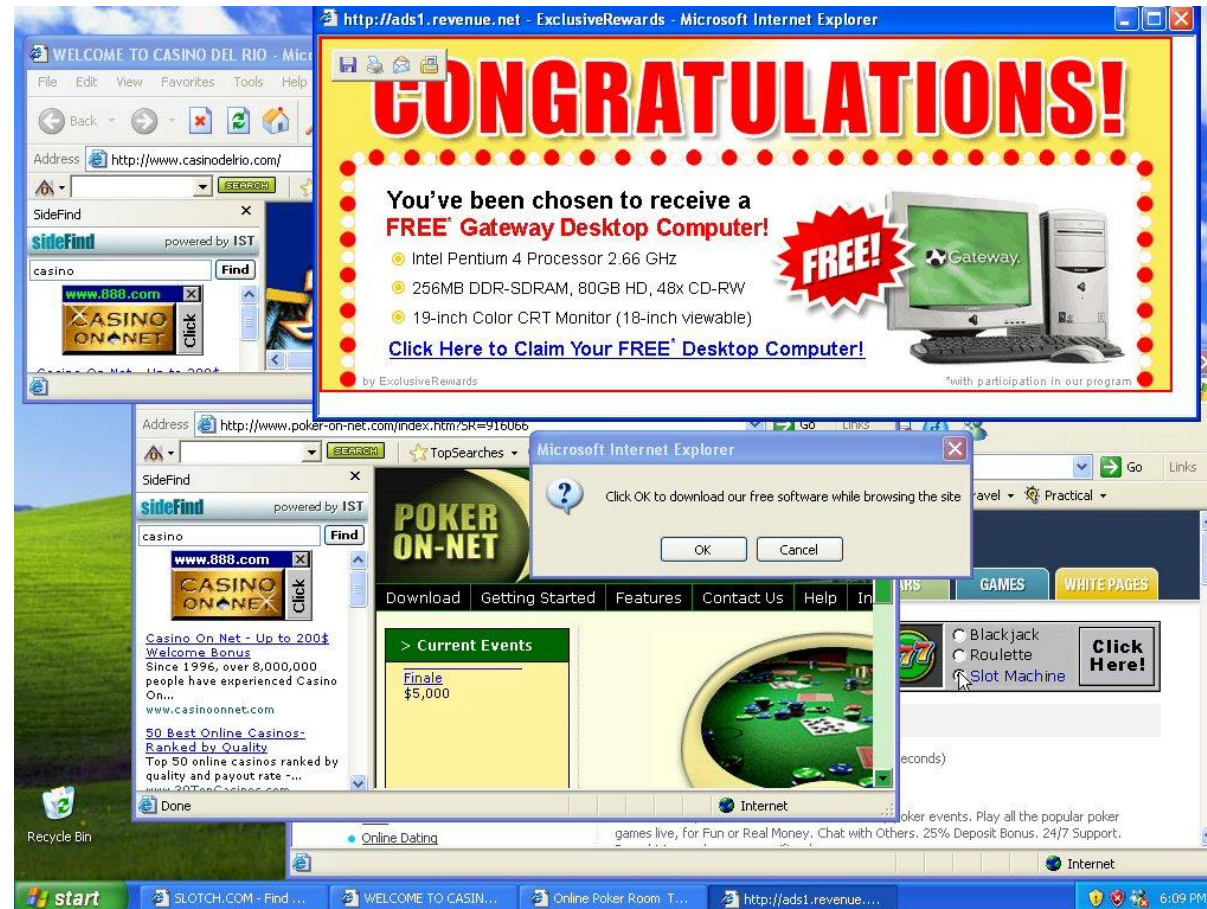 http://ads1.revenue.net - ExclusiveRewards - Microsoft Internet Explorer
CONGRATULATIONS!
You've been chosen to receive a
FREE* Gateway Desktop Computer!
Intel Pentium 4 Processor 2.66 GHz
256MB DDR-SDRAM, 80GB HD, 48x CD-RW
19-inch Color CRT Monitor (18-inch viewable)
Click Here to Claim Your FREE* Desktop Computer!
FREE!
Gateway.
by ExclusiveRewards
*with participation in our program
WELCOME TO CASINO DEL RIO - Micr
File Edit View Favorites Tools Help
Back
Address http://www.casinodelrio.com/
SEARCH
SideFind
sideFind powered by IST
casino Find
www.888.com
CASINO
ON NET
Click
Casino On Net - Up to 200$
Address http://www.poker-on-net.com/index.htm?SR=916066
Go Links
SEARCH TopSearches
SideFind
sideFind powered by IST
casino Find
www.888.com
CASINO
ON NET
Click
Casino On Net - Up to 200$
Welcome Bonus
Since 1996, over 8,000,000
people have experienced Casino
On...
www.casinoonnet.com
50 Best Online Casinos-
Ranked by Quality
Top 50 online casinos ranked by
quality and payout rate -...
Done
Internet
POKER
ON-NET
Download Getting Started Features Contact Us Help In
> Current Events
Finale
$5,000
Microsoft Internet Explorer
Click OK to download our free software while browsing the site
OK Cancel
Go Links
ravel Practical
ARS GAMES WHITE PAGES
777
Blackjack
Roulette
Slot Machine
Click
Here!
econds)
oker events. Play all the popular poker
games live, for Fun or Real Money. Chat with Others. 25% Deposit Bonus. 24/7 Support.
Online Dating
Internet
Recycle Bin
start
SLOTCH.COM - Find ...
WELCOME TO CASIN...
Online Poker Room T...
http://ads1.revenue....
6:09 PM